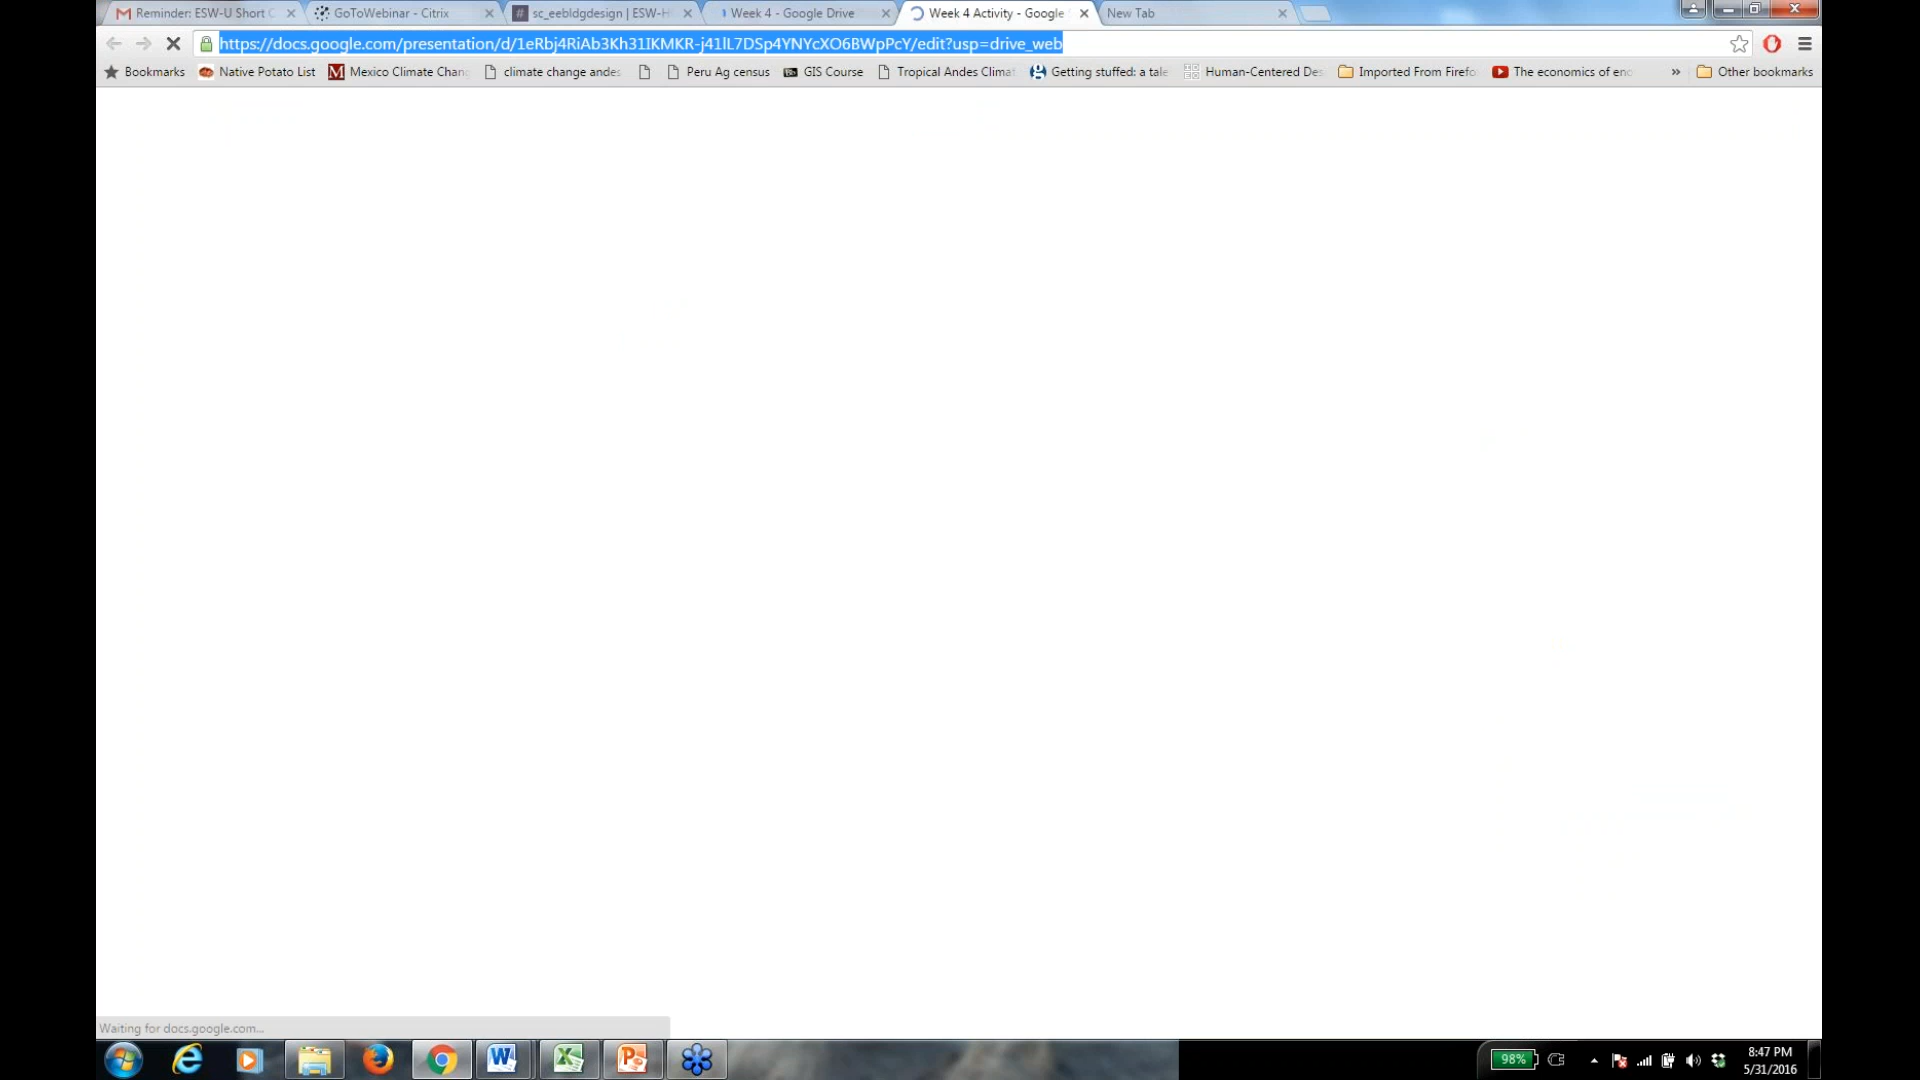 Reminder: ESW-U Short C
GoToWebinar - Citrix
sc_eebldgdesign | ESW-H
Week 4 - Google Drive
Week 4 Activity - Google
New Tab
https://docs.google.com/presentation/d/1eRbj4RiAb3Kh31IKMKR-j41lL7DSp4YNYcXO6BWpPcY/edit?usp=drive_web
Bookmarks
Native Potato List
Mexico Climate Chan
climate change andes
Peru Ag census
GIS Course
Tropical Andes Clima
Getting stuffed: a tale
Human-Centered Des
Imported From Firefo
The economics of enc
»
Other bookmarks
Waiting for docs.google.com...
98%
8:47 PM
5/31/2016